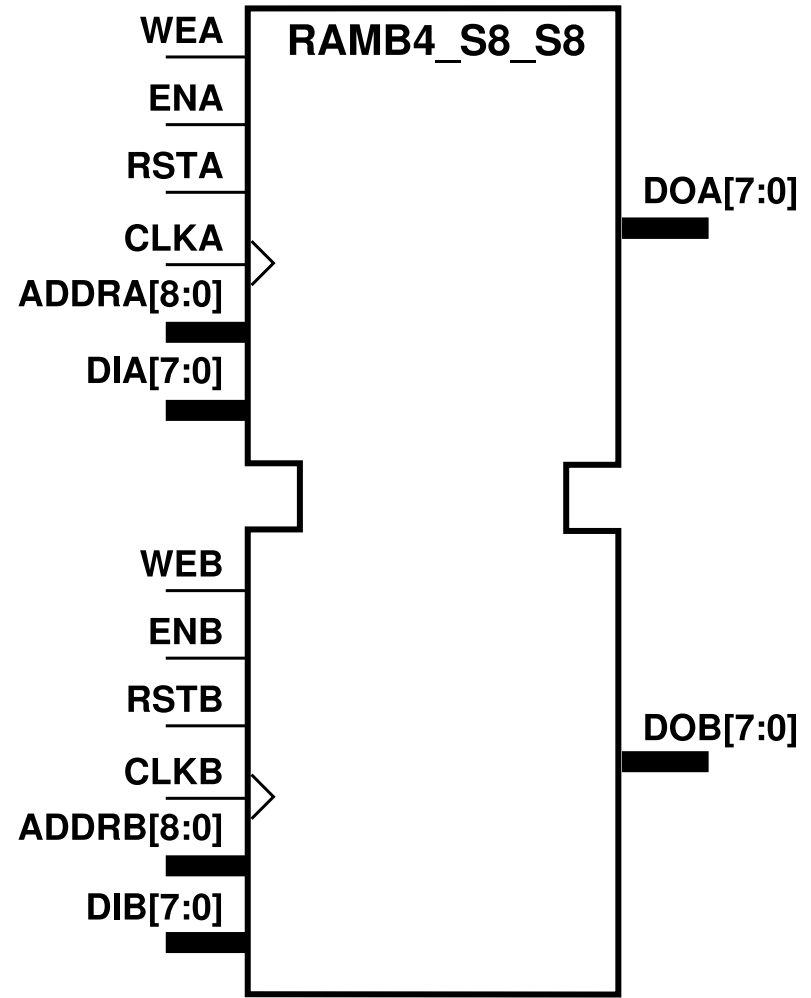 WEA
RAMB4_S8_S8
ENA
RSTA
DOA[7:0]
CLKA
ADDRA[8:0]
DIA[7:0]
WEB
ENB
RSTB
DOB[7:0]
CLKB
ADDRB[8:0]
DIB[7:0]